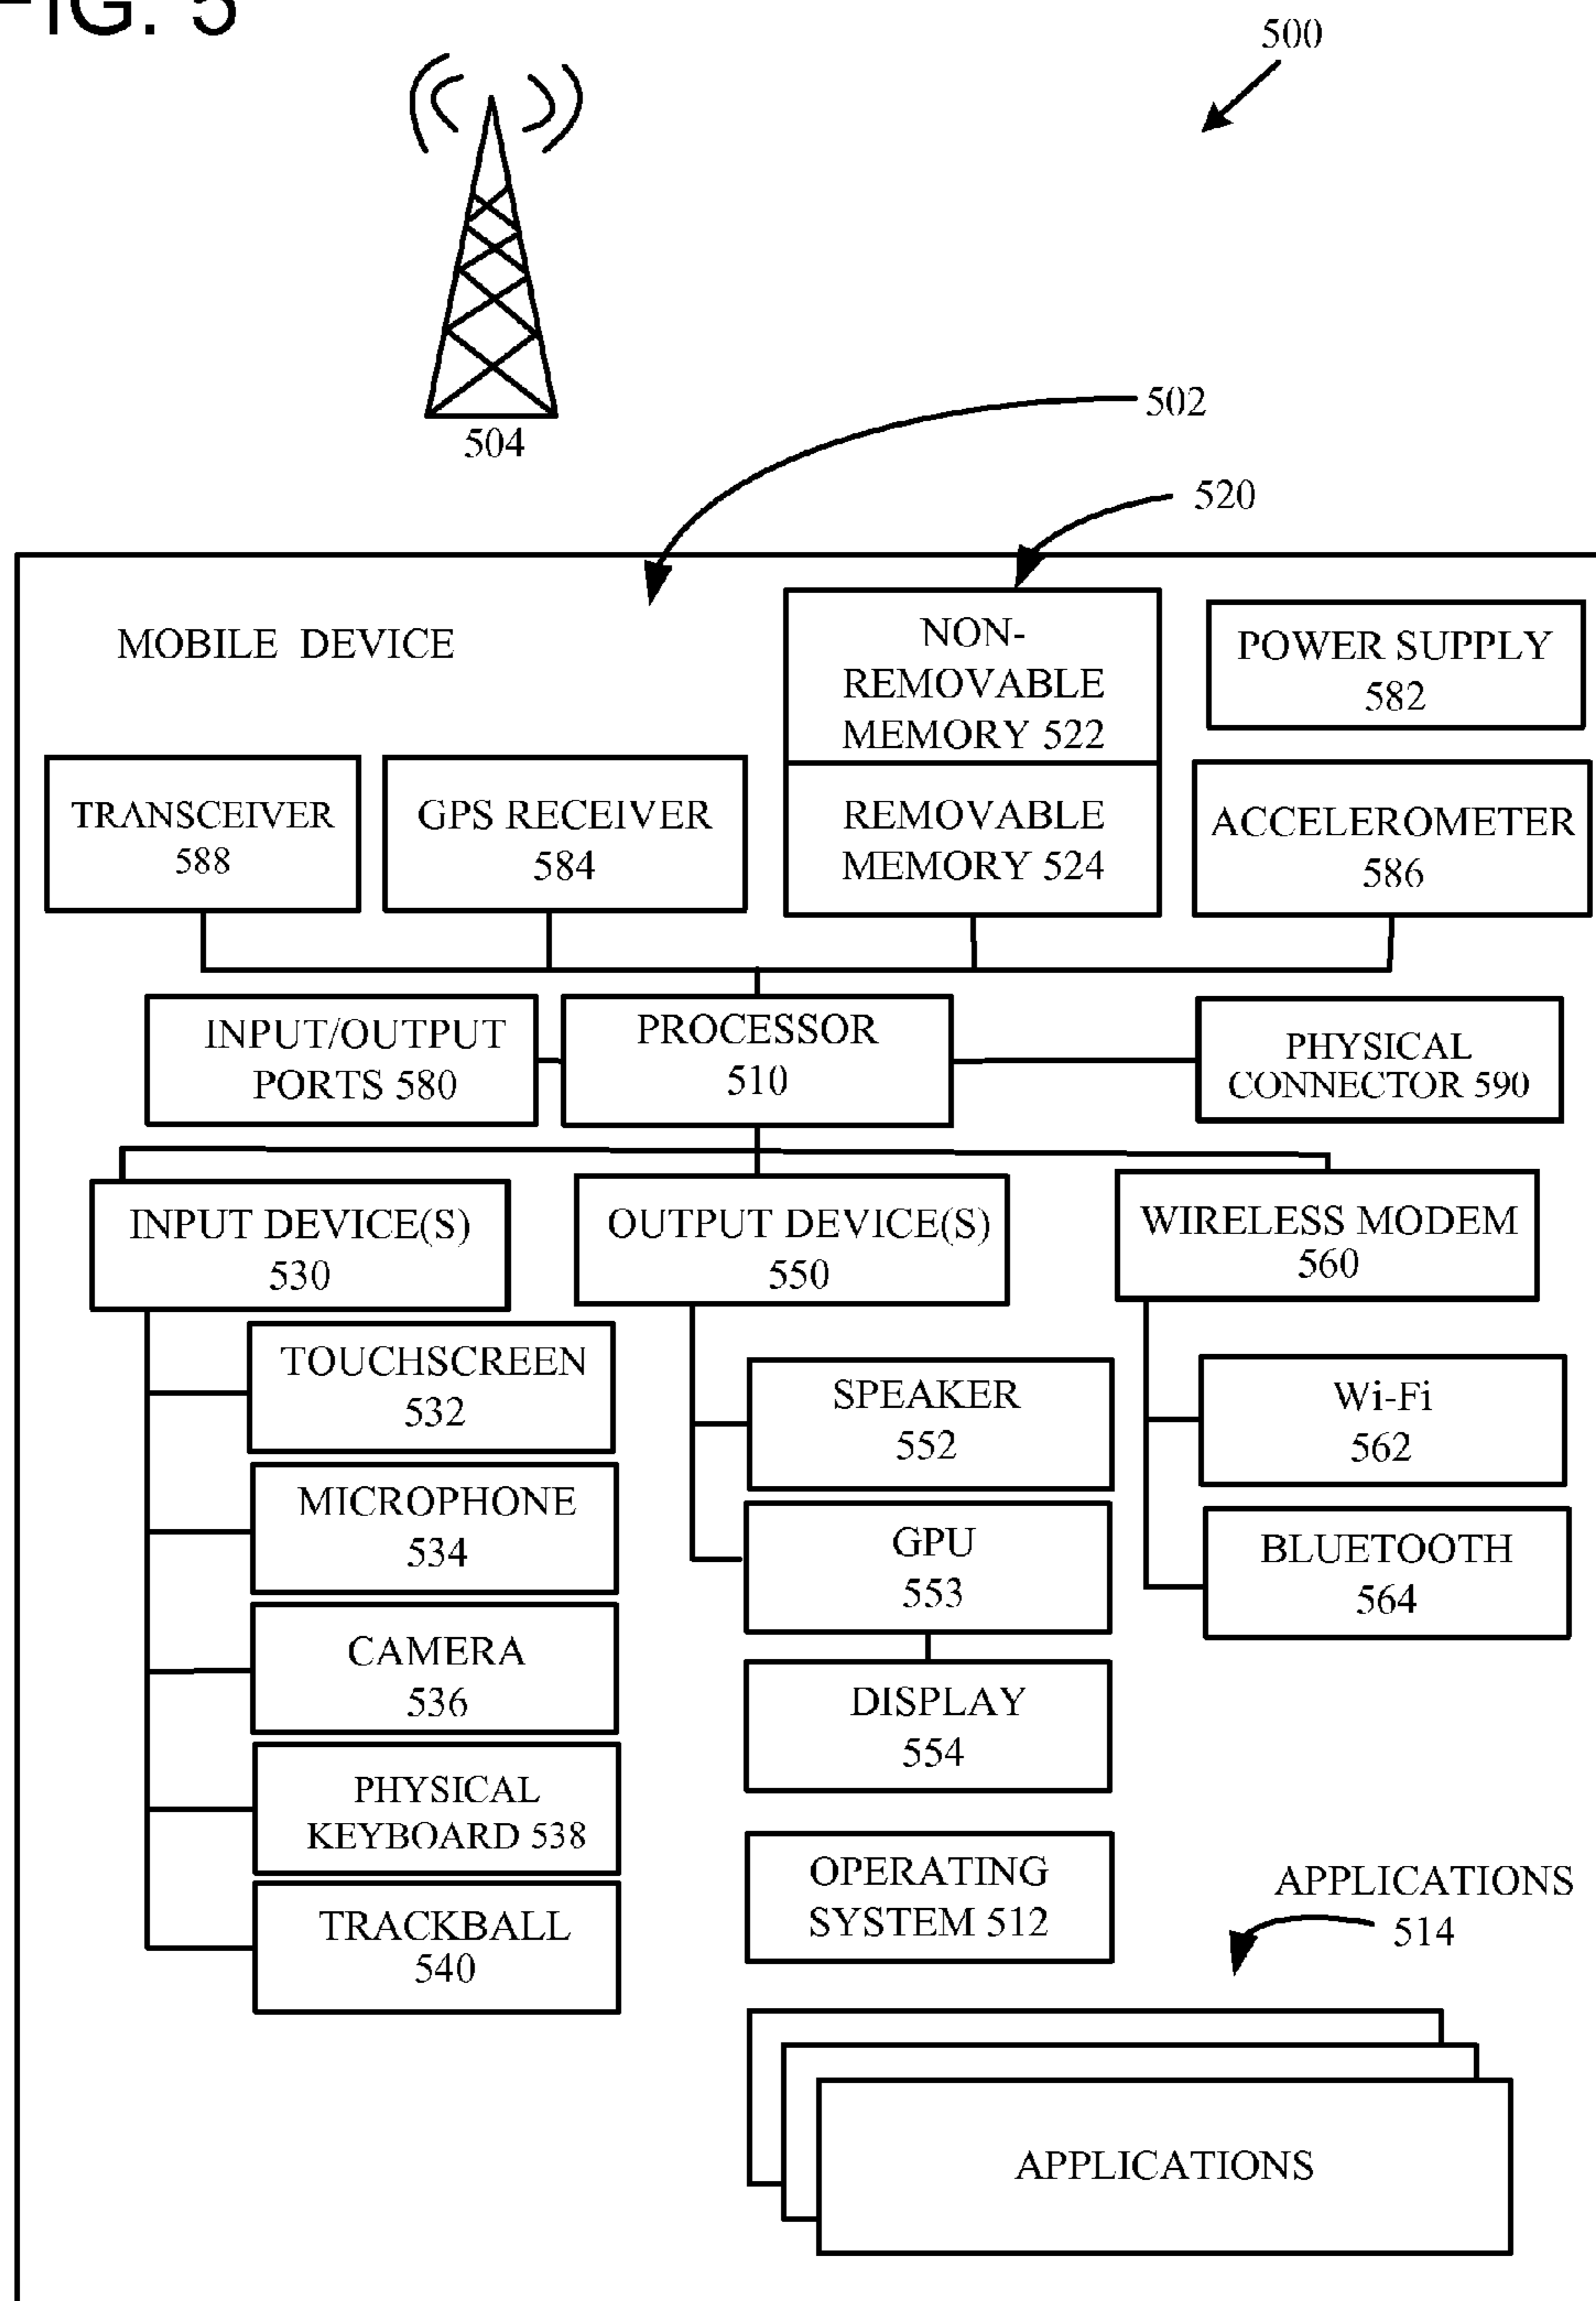 FIG. 5
500
504
502
520
MOBILE DEVICE
NON-
REMOVABLE
MEMORY 522
REMOVABLE
MEMORY 524
POWER SUPPLY
582
TRANSCEIVER
588
GPS RECEIVER
584
ACCELEROMETER
586
INPUT/OUTPUT
PORTS 580
PROCESSOR
510
PHYSICAL
CONNECTOR 590
INPUT DEVICE(S)
530
OUTPUT DEVICE(S)
550
WIRELESS MODEM
560
TOUCHSCREEN
532
MICROPHONE
534
CAMERA
536
PHYSICAL
KEYBOARD 538
TRACKBALL
540
SPEAKER
552
GPU
553
DISPLAY
554
Wi-Fi
562
BLUETOOTH
564
OPERATING
SYSTEM 512
APPLICATIONS
514
APPLICATIONS